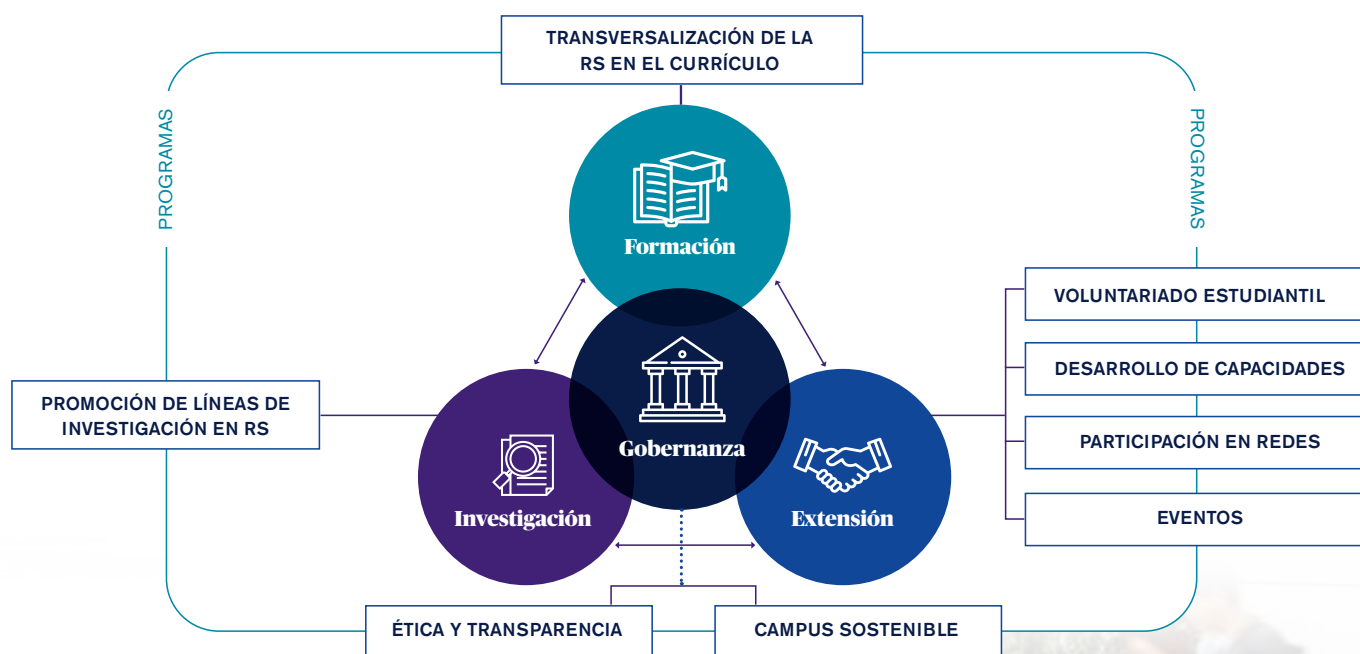 TRANSVERSALIZACIÓN DE LA
RS EN EL CURRÍCULO
PROGRAMAS
PROGRAMAS
Formación
VOLUNTARIADO ESTUDIANTIL
DESARROLLO DE CAPACIDADES
PROMOCIÓN DE LÍNEAS DE
INVESTIGACIÓN EN RS
Gobernanza
PARTICIPACIÓN EN REDES
Investigación
Extensión
EVENTOS
ÉTICA Y TRANSPARENCIA
CAMPUS SOSTENIBLE